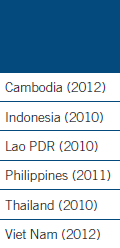 Cambodia (2012)
Indonesia (2010)
Lao PDR (2010)
Philippines (2011)
Thailand (2010)
Viet Nam (2012)